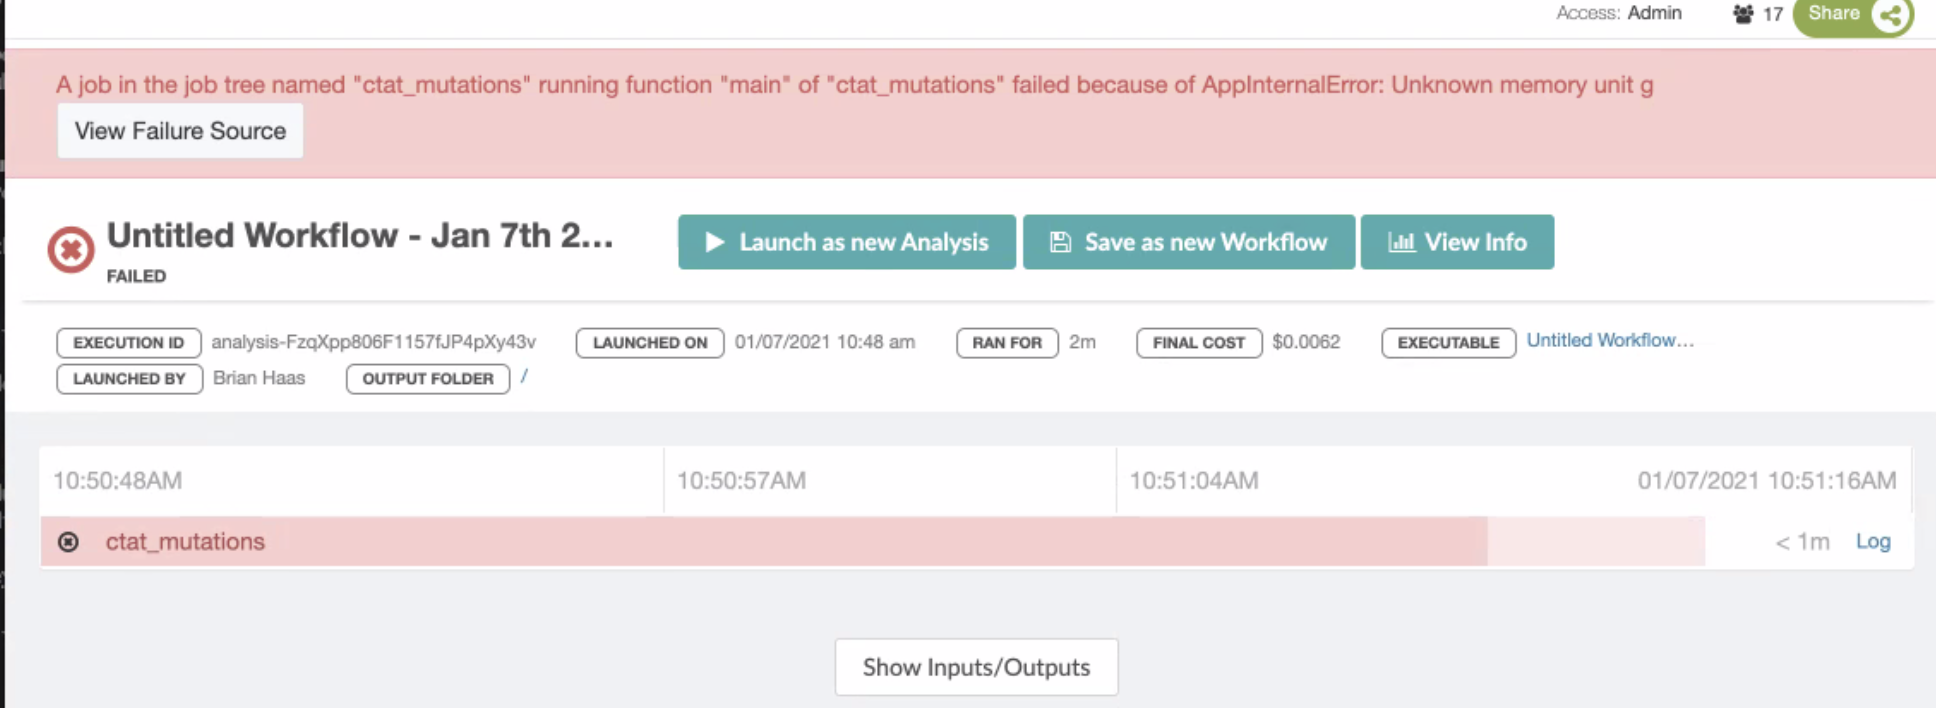 Access: Admin 17 Share
A job in the job tree named "ctat_mutations" running function "main" of "ctat_mutations" failed because of AppInternalError: Unknown memory unit g
View Failure Source
Untitled Workflow - Jan 7th 2...
FAILED
Launch as new Analysis Save as new Workflow View Info
EXECUTION ID analysis-FzqXpp806F1157fJP4pXy43v LAUNCHED ON 01/07/2021 10:48 am RAN FOR 2m FINAL COST $0.0062 EXECUTABLE Untitled Workflow...
LAUNCHED BY Brian Haas OUTPUT FOLDER /
10:50:48AM 10:50:57AM 10:51:04AM 01/07/2021 10:51:16AM
ctat_mutations < 1m Log
Show Inputs/Outputs